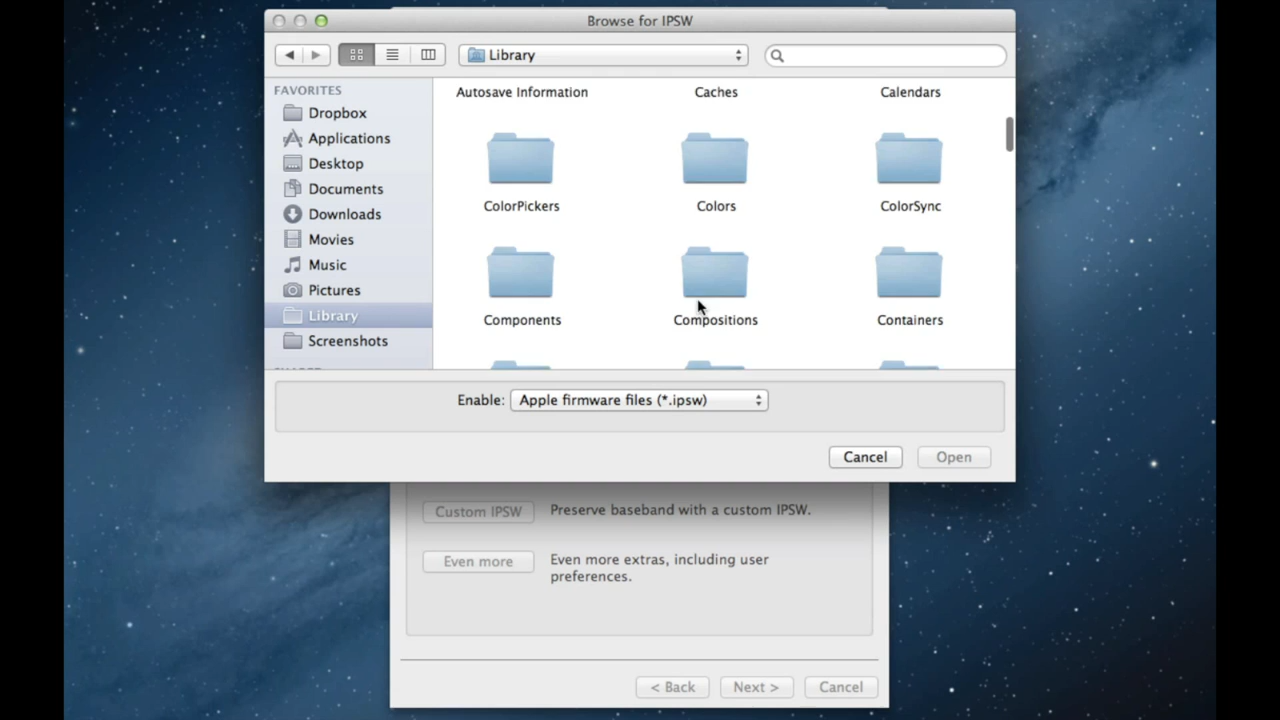 Browse for IPSW
Library
FAVORITES
Dropbox
Applications
Desktop
Documents
Downloads
Movies
Music
Pictures
Library
Screenshots
Autosave Information
Caches
Calendars
ColorPickers
Colors
ColorSync
Components
Compositions
Containers
Enable: Apple firmware files (*.ipsw)
Cancel
Open
Custom IPSW
Preserve baseband with a custom IPSW.
Even more
Even more extras, including user
preferences.
< Back
Next >
Cancel